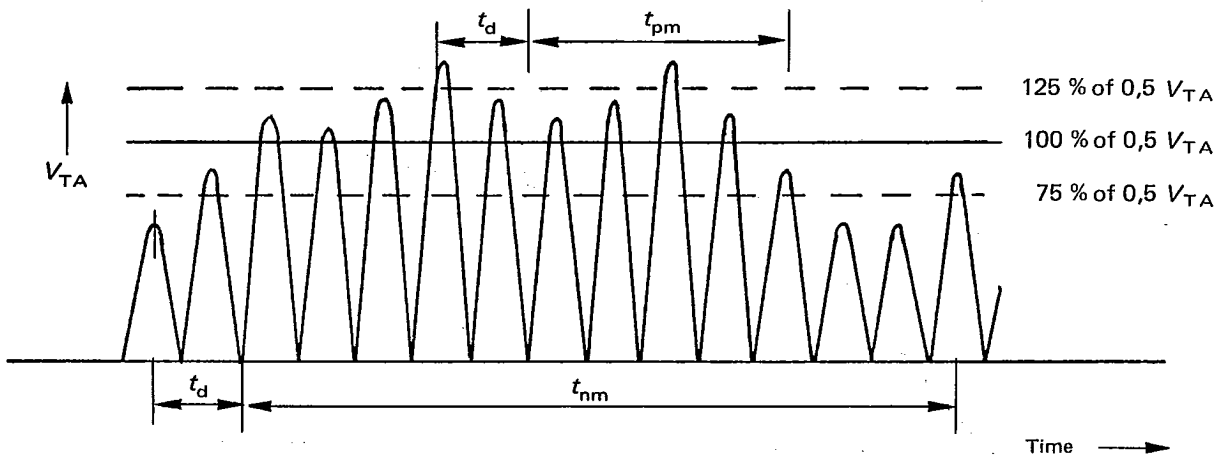 t_d
t_pm
125 % of 0,5 V_TA
100 % of 0,5 V_TA
V_TA
75 % of 0,5 V_TA
t_d
t_nm
Time